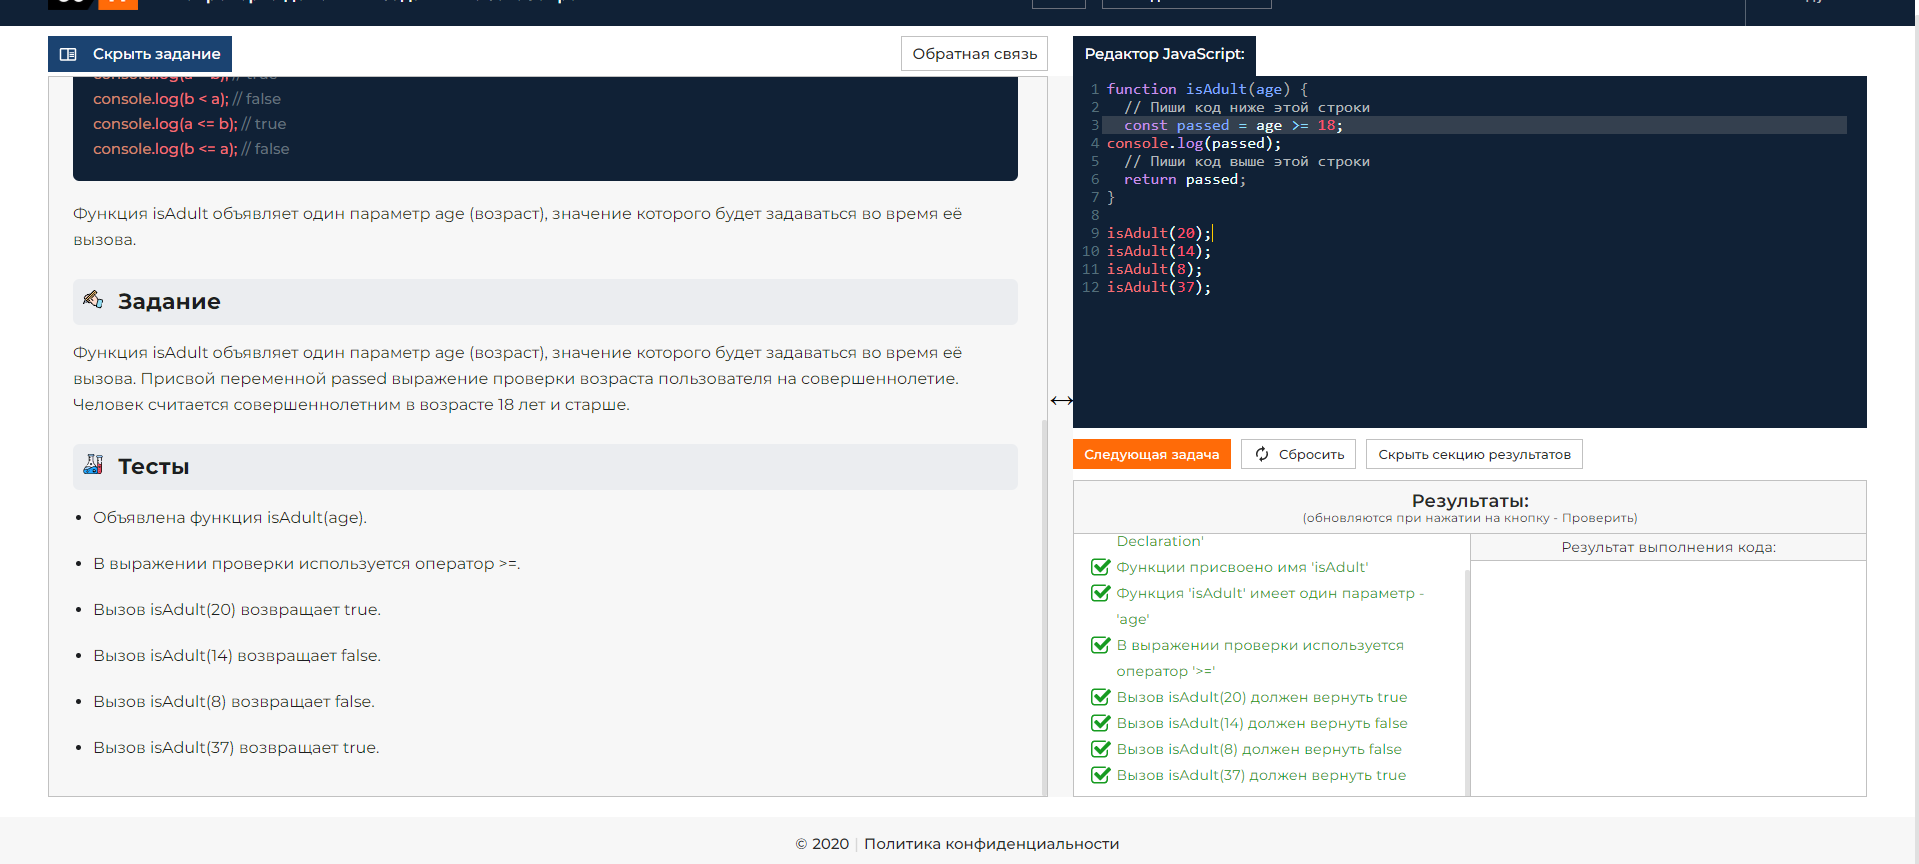 Скрыть задание
Обратная связь
console.log(b < a); // false
console.log(a <= b); // true
console.log(b <= a); // false
Функция isAdult объявляет один параметр age (возраст), значение которого будет задаваться во время её
вызова.
Задание
Функция isAdult объявляет один параметр age (возраст), значение которого будет задаваться во время её
вызова. Присвой переменной passed выражение проверки возраста пользователя на совершеннолетие.
Человек считается совершеннолетним в возрасте 18 лет и старше.
Тесты
• Объявлена функция isAdult(age).
• В выражении проверки используется оператор >=.
• Вызов isAdult(20) возвращает true.
• Вызов isAdult(14) возвращает false.
• Вызов isAdult(8) возвращает false.
• Вызов isAdult(37) возвращает true.
Редактор JavaScript:
1 function isAdult(age) {
2 // Пиши код ниже этой строки
3 const passed = age >= 18;
4 console.log(passed);
5 // Пиши код выше этой строки
6 return passed;
7 }
8
9 isAdult(20);
10 isAdult(14);
11 isAdult(8);
12 isAdult(37);
Следующая задача
Сбросить
Скрыть секцию результатов
Результаты:
(обновляются при нажатии на кнопку - Проверить)
Declaration'
Функции присвоено имя 'isAdult'
Функция 'isAdult' имеет один параметр -
'age'
В выражении проверки используется
оператор '>='
Вызов isAdult(20) должен вернуть true
Вызов isAdult(14) должен вернуть false
Вызов isAdult(8) должен вернуть false
Вызов isAdult(37) должен вернуть true
Результат выполнения кода:
© 2020 | Политика конфиденциальности